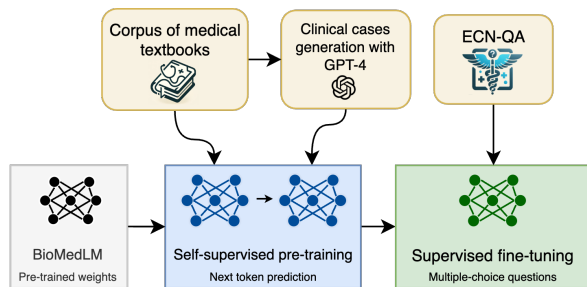 Corpus of medical
textbooks
Clinical cases
generation with
GPT-4
ECN-QA
BioMedLM
Pre-trained weights
Self-supervised pre-training
Next token prediction
Supervised fine-tuning
Multiple-choice questions